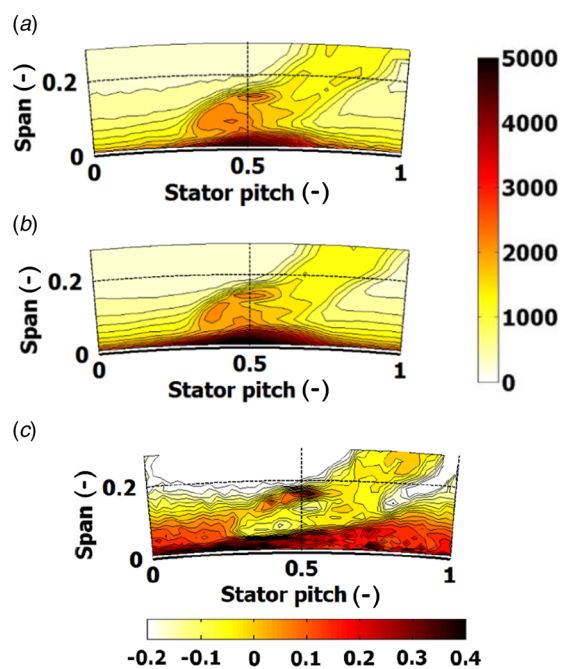 (a)
0.2
Span (-)
0
0 0.5 1
Stator pitch (-)
(b)
0.2
Span (-)
0
0 0.5 1
Stator pitch (-)
5000
4000
3000
2000
1000
0
(c)
0.2
Span (-)
0
0 0.5 1
Stator pitch (-)
-0.2 -0.1 0 0.1 0.2 0.3 0.4